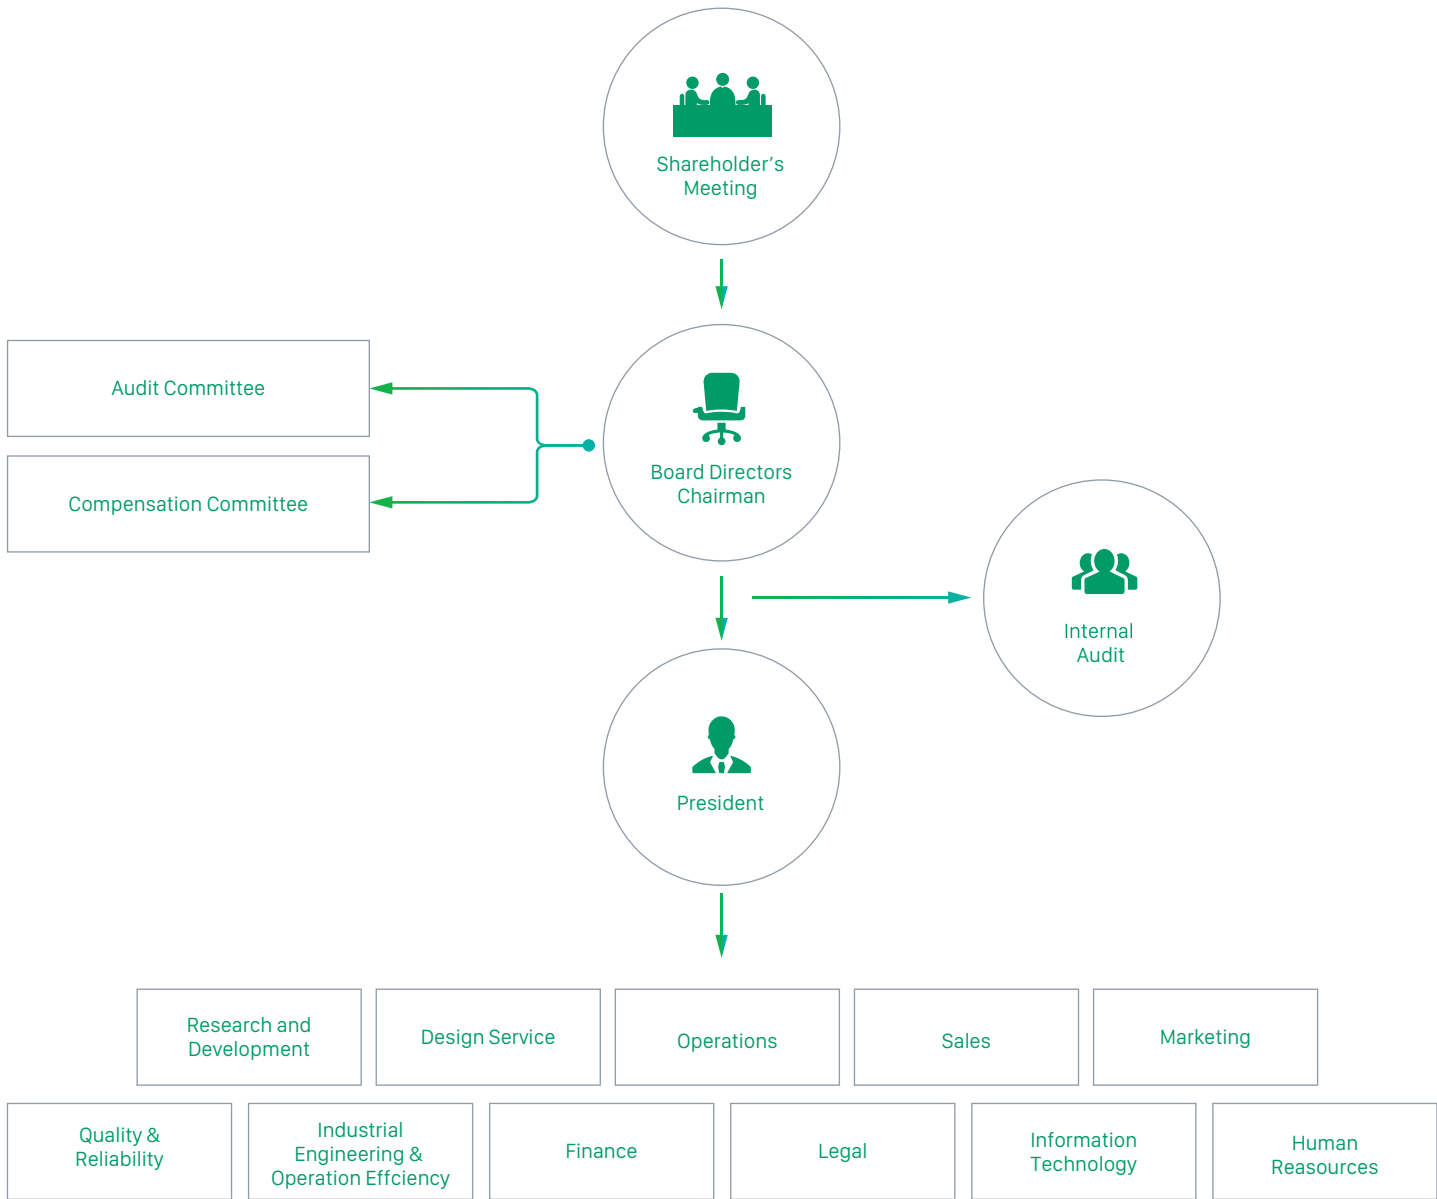 Shareholder's
Meeting
Audit Committee
Compensation Committee
Board Directors
Chairman
Internal
Audit
President
Research and
Development
Design Service
Operations
Sales
Marketing
Quality &
Reliability
Industrial
Engineering &
Operation Effciency
Finance
Legal
Information
Technology
Human
Reasources